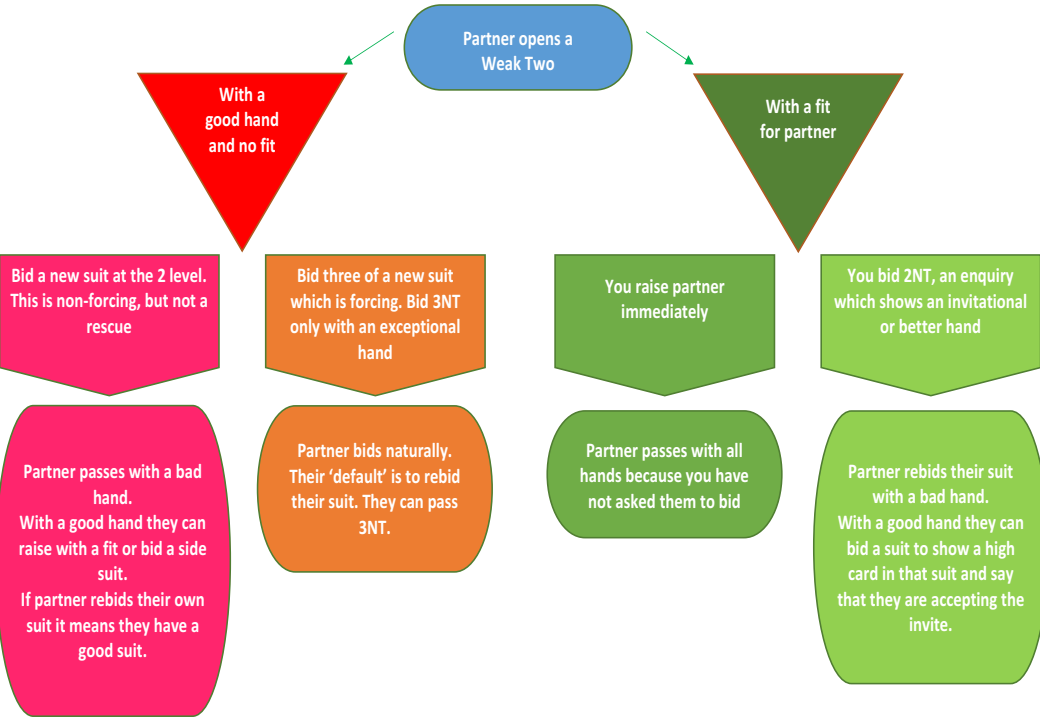 Partner opens a
Weak Two
With a
good hand
and no fit
With a fit
for partner
Bid a new suit at the 2 level.
This is non-forcing, but not a
rescue
Bid three of a new suit
which is forcing. Bid 3NT
only with an exceptional
hand
You raise partner
immediately
You bid 2NT, an enquiry
which shows an invitational
or better hand
Partner passes with a bad
hand.
With a good hand they can
raise with a fit or bid a side
suit.
If partner rebids their own
suit it means they have a
good suit.
Partner bids naturally.
Their ‘default’ is to rebid
their suit. They can pass
3NT.
Partner passes with all
hands because you have
not asked them to bid
Partner rebids their suit
with a bad hand.
With a good hand they can
bid a suit to show a high
card in that suit and say
that they are accepting the
invite.